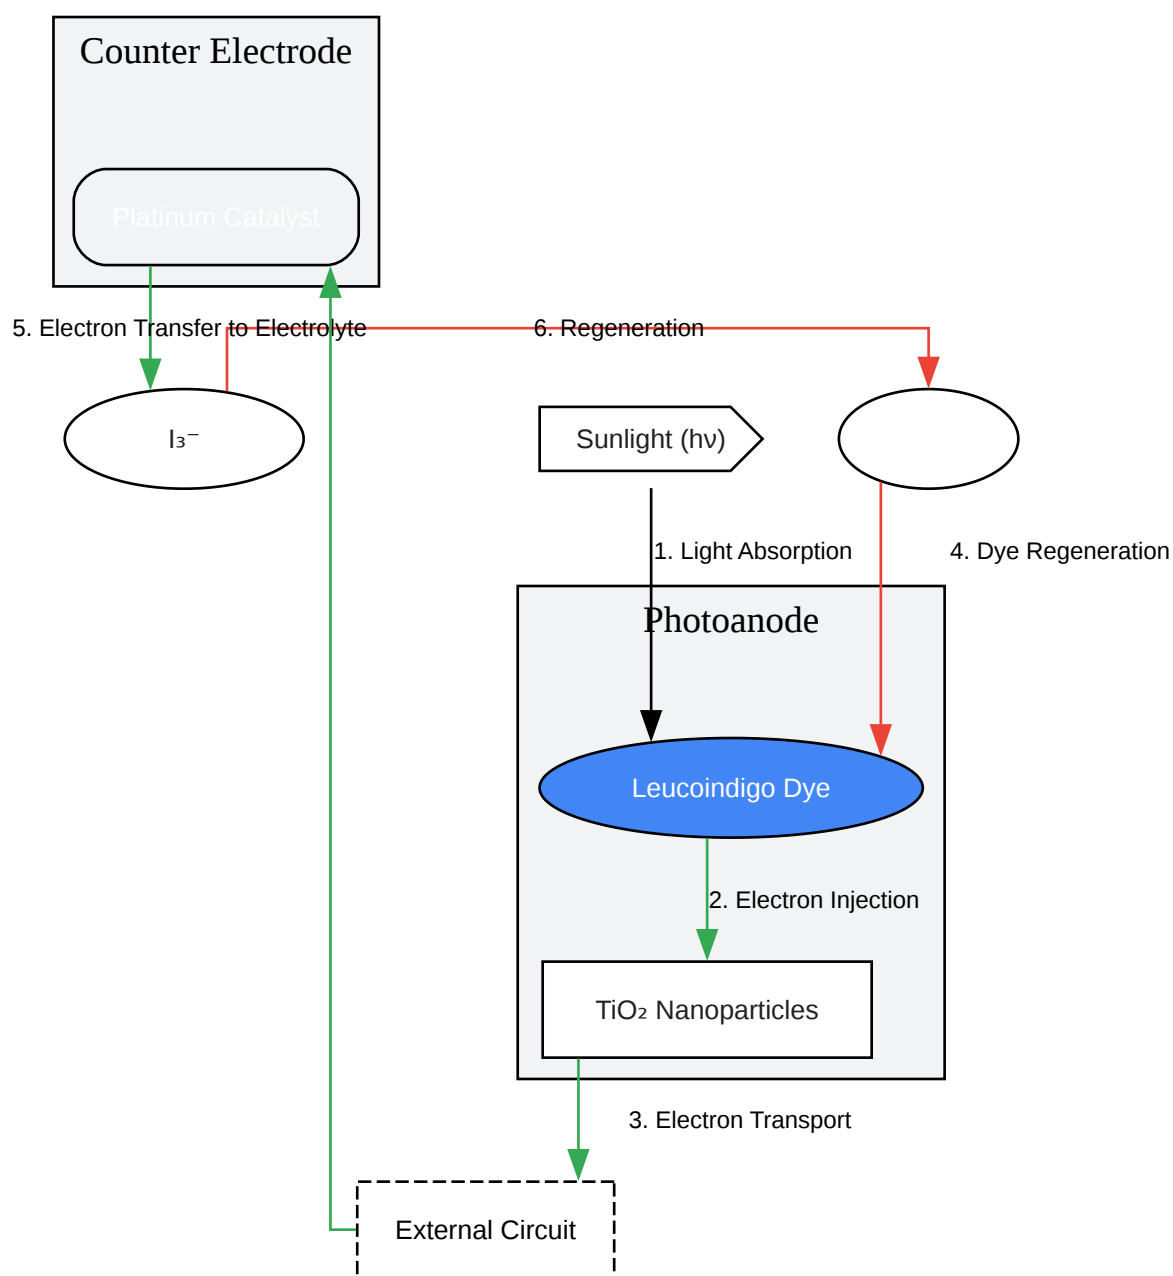 Counter Electrode
Platinum Catalyst
5. Electron Transfer to Electrolyte
6. Regeneration
I₃⁻
Sunlight (hν)
1. Light Absorption
4. Dye Regeneration
Photoanode
Leucoindigo Dye
2. Electron Injection
TiO₂ Nanoparticles
3. Electron Transport
External Circuit